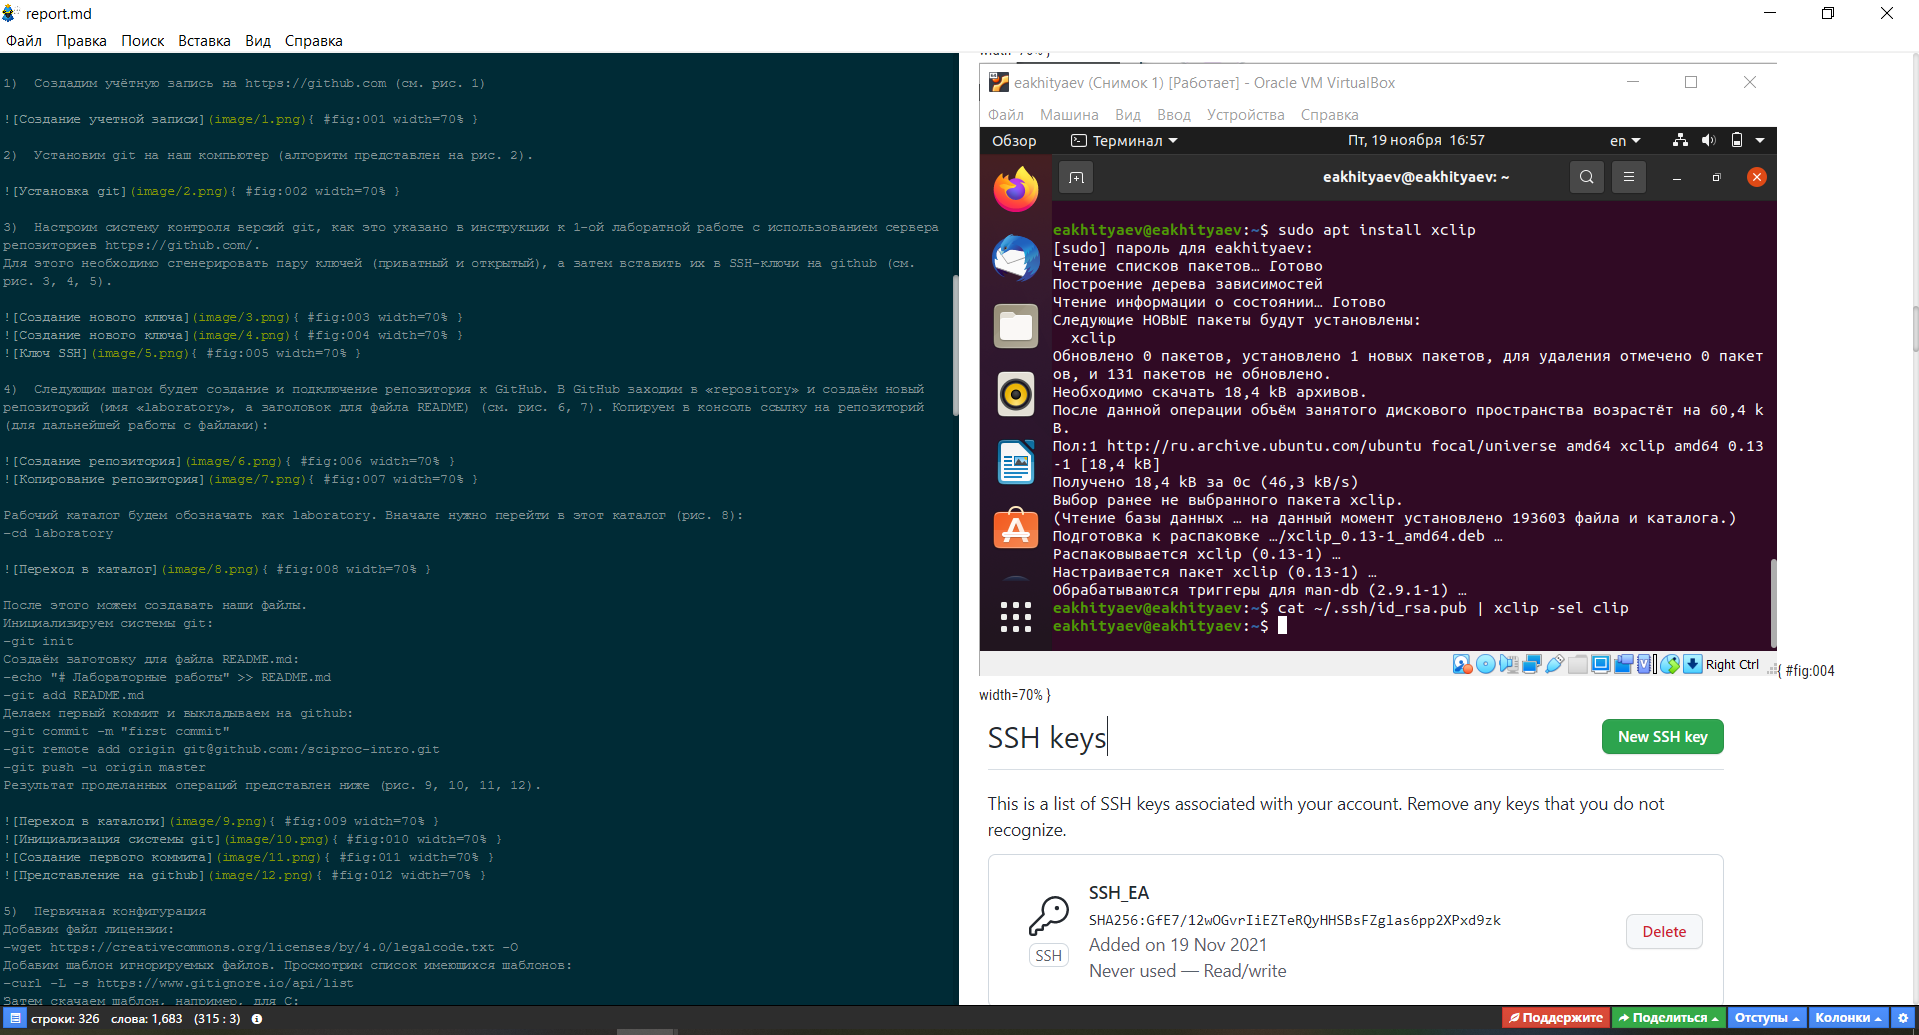 report.md
Файл Правка Поиск Вставка Вид Справка
1) Создадим учётную запись на https://github.com (см. рис. 1)
![Создание учетной записи](image/1.png){ #fig:001 width=70% }
2) Установим git на наш компьютер (алгоритм представлен на рис. 2).
![Установка git](image/2.png){ #fig:002 width=70% }
3) Настроим систему контроля версий git, как это указано в инструкции к 1-ой лаборатной работе с использованием сервера
репозиториев https://github.com/.
Для этого необходимо сгенерировать пару ключей (приватный и открытый), а затем вставить их в SSH-ключи на github (см.
рис. 3, 4, 5).
![Создание нового ключа](image/3.png){ #fig:003 width=70% }
![Создание нового ключа](image/4.png){ #fig:004 width=70% }
![Ключ SSH](image/5.png){ #fig:005 width=70% }
4) Следующим шагом будет создание и подключение репозитория к GitHub. В GitHub заходим в «repository» и создаём новый
репозиторий (имя «laboratory», а заголовок для файла README) (см. рис. 6, 7). Копируем в консоль ссылку на репозиторий
(для дальнейшей работы с файлами):
![Создание репозитория](image/6.png){ #fig:006 width=70% }
![Копирование репозитория](image/7.png){ #fig:007 width=70% }
Рабочий каталог будем обозначать как laboratory. Вначале нужно перейти в этот каталог (рис. 8):
-cd laboratory
![Переход в каталог](image/8.png){ #fig:008 width=70% }
После этого можем создавать наши файлы.
Инициализируем системы git:
-git init
Создаём заготовку для файла README.md:
-echo "# Лабораторные работы" >> README.md
-git add README.md
Делаем первый коммит и выкладываем на github:
-git commit -m "first commit"
-git remote add origin git@github.com:/sciproc-intro.git
-git push -u origin master
Результат проделанных операций представлен ниже (рис. 9, 10, 11, 12).
![Переход в каталоги](image/9.png){ #fig:009 width=70% }
![Инициализация системы git](image/10.png){ #fig:010 width=70% }
![Создание первого коммита](image/11.png){ #fig:011 width=70% }
![Представление на github](image/12.png){ #fig:012 width=70% }
5) Первичная конфигурация
Добавим файл лицензии:
-wget https://creativecommons.org/licenses/by/4.0/legalcode.txt -O
Добавим шаблон игнорируемых файлов. Просмотрим список имеющихся шаблонов:
-curl -L -s https://www.gitignore.io/api/list
Затем скачаем шаблон, например, для C:
width=70% }
eakhityaev (Снимок 1) [Работает] - Oracle VM VirtualBox
Файл Машина Вид Ввод Устройства Справка
Обзор Терминал Пт, 19 ноября 16:57 en
eakhityaev@eakhityaev: ~
eakhityaev@eakhityaev:~$ sudo apt install xclip
[sudo] пароль для eakhityaev:
Чтение списков пакетов… Готово
Построение дерева зависимостей
Чтение информации о состоянии… Готово
Следующие НОВЫЕ пакеты будут установлены:
xclip
Обновлено 0 пакетов, установлено 1 новых пакетов, для удаления отмечено 0 пакет
ов, и 131 пакетов не обновлено.
Необходимо скачать 18,4 kB архивов.
После данной операции объём занятого дискового пространства возрастёт на 60,4 k
B.
Пол:1 http://ru.archive.ubuntu.com/ubuntu focal/universe amd64 xclip amd64 0.13
-1 [18,4 kB]
Получено 18,4 kB за 0с (46,3 kB/s)
Выбор ранее не выбранного пакета xclip.
(Чтение базы данных … на данный момент установлено 193603 файла и каталога.)
Подготовка к распаковке …/xclip_0.13-1_amd64.deb …
Распаковывается xclip (0.13-1) …
Настраивается пакет xclip (0.13-1) …
Обрабатываются триггеры для man-db (2.9.1-1) …
eakhityaev@eakhityaev:~$ cat ~/.ssh/id_rsa.pub | xclip -sel clip
eakhityaev@eakhityaev:~$
Right Ctrl
{ #fig:004
width=70% }
SSH keys
New SSH key
This is a list of SSH keys associated with your account. Remove any keys that you do not
recognize.
SSH_EA
SHA256:GfE7/12wOGvrIiEZTeRQyHHSBsFZglas6pp2XPxd9zk
Added on 19 Nov 2021
Never used — Read/write
SSH
Delete
строки: 326 слова: 1,683 (315 : 3)
Поддержите Поделиться Отступы Колонки